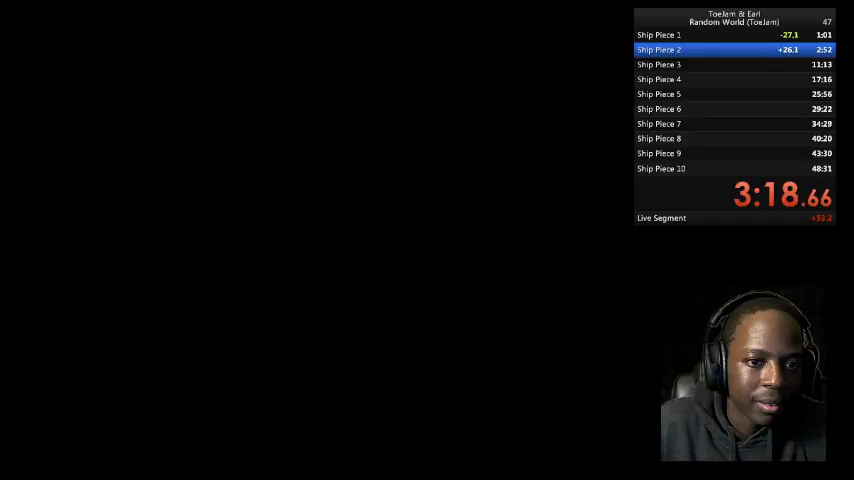 ToeJam & Earl
Random World (ToeJam) 47
Ship Piece 1 -27.1 1:01
Ship Piece 2 +26.1 2:52
Ship Piece 3 11:13
Ship Piece 4 17:16
Ship Piece 5 25:56
Ship Piece 6 29:22
Ship Piece 7 34:29
Ship Piece 8 40:20
Ship Piece 9 43:30
Ship Piece 10 48:31
3:18.66
Live Segment +53.2